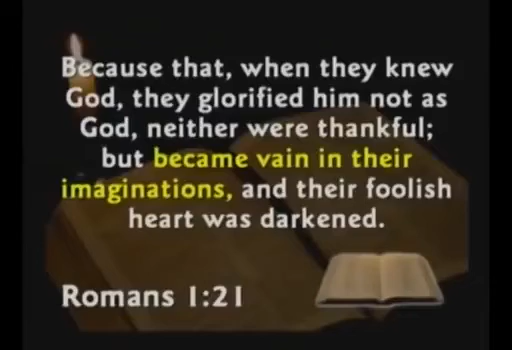 Because that, when they knew
God, they glorified him not as
God, neither were thankful;
but became vain in their
imaginations, and their foolish
heart was darkened.
Romans 1:21